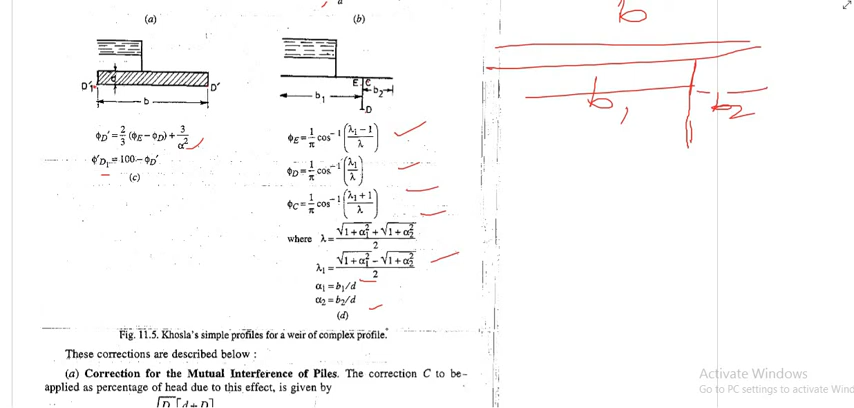 (a)
(b)
b
d
D'₁
D'
b
E C
b₁
b₂
D
b₁
b₂
ϕD' = 2/3 (ϕE − ϕD) + 3/α²
ϕ'D₁ = 100 − ϕD'
(c)
ϕE = 1/π cos⁻¹ ((λ₁ − 1)/λ)
ϕD = 1/π cos⁻¹ (λ₁/λ)
ϕC = 1/π cos⁻¹ ((λ₁ + 1)/λ)
where λ = (√(1 + α₁²) + √(1 + α₂²))/2
λ₁ = (√(1 + α₁²) − √(1 + α₂²))/2
α₁ = b₁/d
α₂ = b₂/d
(d)
Fig. 11.5. Khosla's simple profiles for a weir of complex profile.
These corrections are described below :
(a) Correction for the Mutual Interference of Piles. The correction C to be
applied as percentage of head due to this effect, is given by
Activate Windows
Go to PC settings to activate Wind